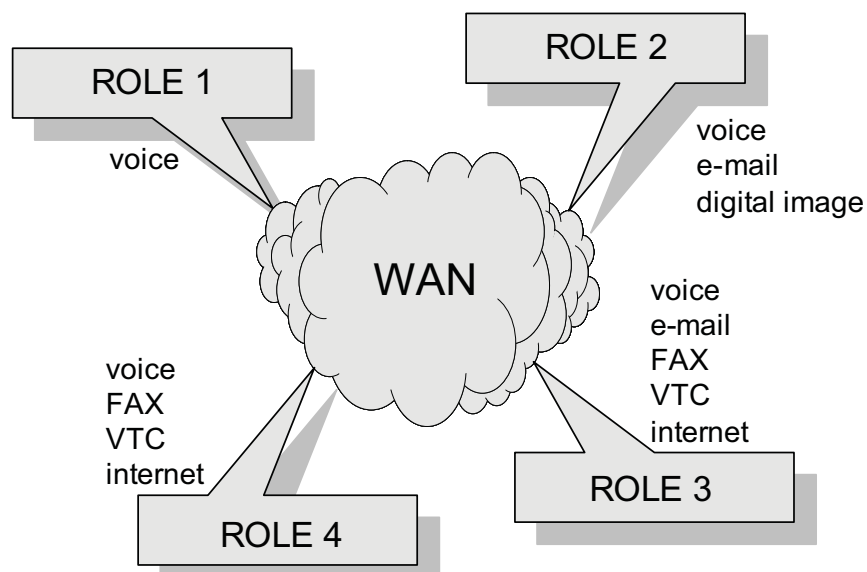 ROLE 1
voice
ROLE 2
voice
e-mail
digital image
WAN
voice
FAX
VTC
internet
ROLE 4
voice
e-mail
FAX
VTC
internet
ROLE 3